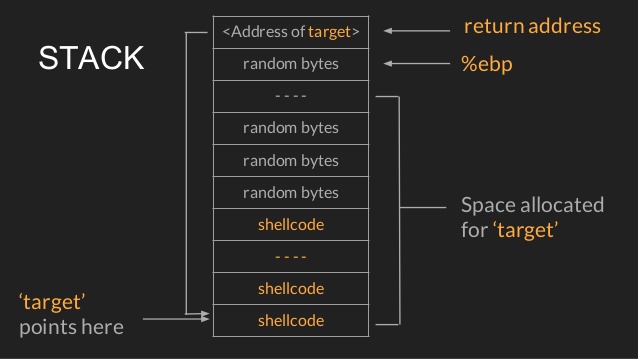 STACK
<Address of target>
random bytes
- - - -
random bytes
random bytes
random bytes
shellcode
- - - -
shellcode
shellcode
return address
%ebp
Space allocated
for ‘target’
‘target’
points here